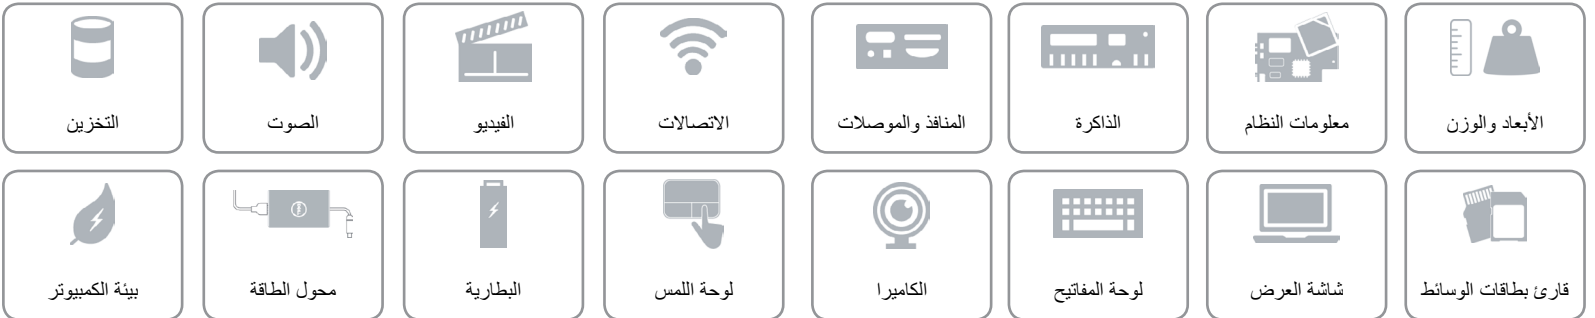 الأبعاد والوزن
معلومات النظام
الذاكرة
المنافذ والموصلات
الاتصالات
الفيديو
الصوت
التخزين
قارئ بطاقات الوسائط
شاشة العرض
لوحة المفاتيح
الكاميرا
لوحة اللمس
البطارية
محول الطاقة
بيئة الكمبيوتر